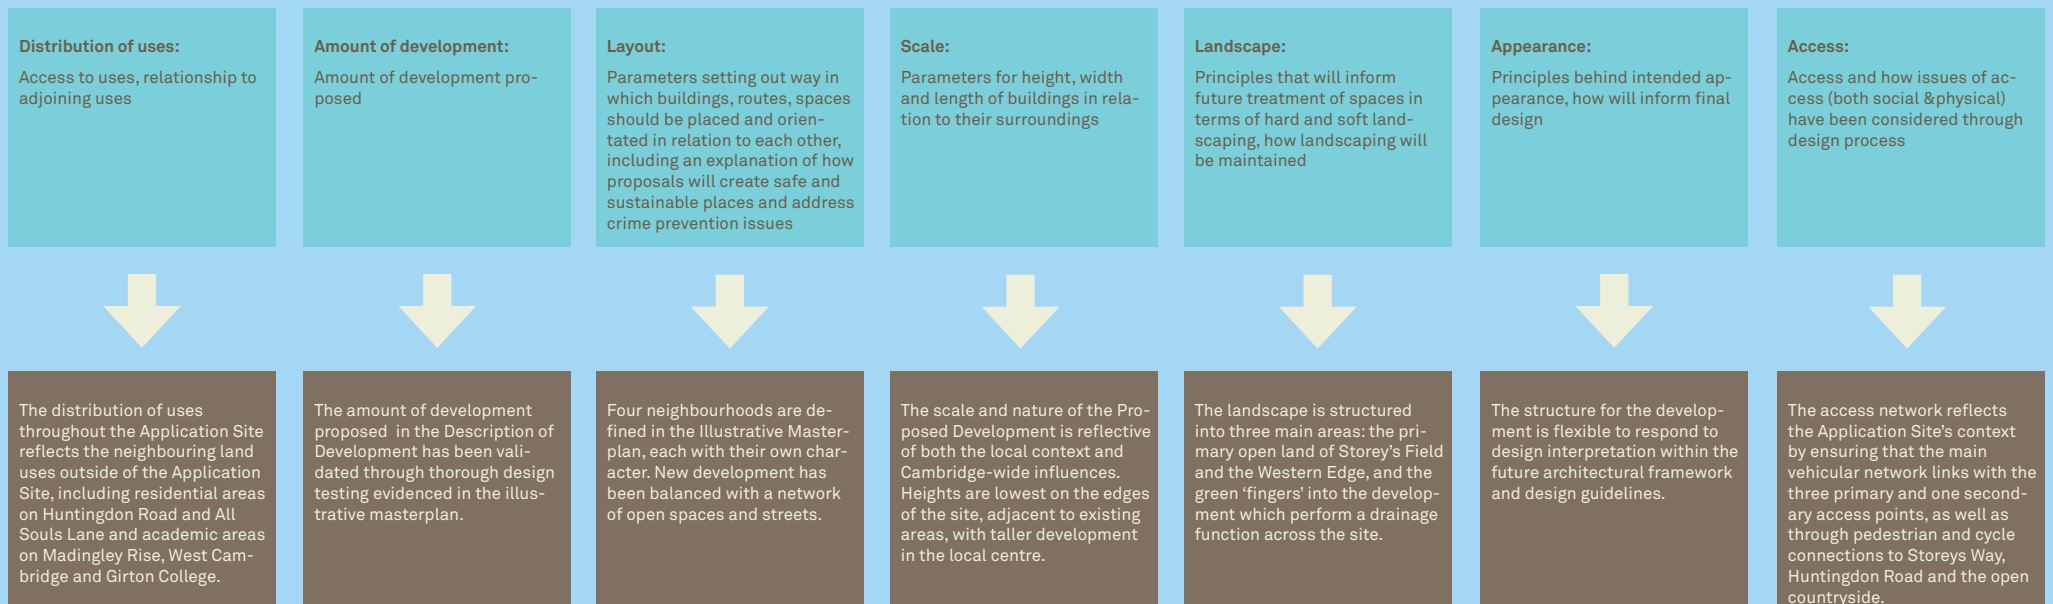 Distribution of uses:
Access to uses, relationship to
adjoining uses
Amount of development:
Amount of development pro-
posed
Layout:
Parameters setting out way in
which buildings, routes, spaces
should be placed and orien-
tated in relation to each other,
including an explanation of how
proposals will create safe and
sustainable places and address
crime prevention issues
Scale:
Parameters for height, width
and length of buildings in rela-
tion to their surroundings
Landscape:
Principles that will inform
future treatment of spaces in
terms of hard and soft land-
scaping, how landscaping will
be maintained
Appearance:
Principles behind intended ap-
pearance, how will inform final
design
Access:
Access and how issues of ac-
cess (both social &physical)
have been considered through
design process
The distribution of uses
throughout the Application Site
reflects the neighbouring land
uses outside of the Application
Site, including residential areas
on Huntingdon Road and All
Souls Lane and academic areas
on Madingley Rise, West Cam-
bridge and Girton College.
The amount of development
proposed  in the Description of
Development has been vali-
dated through thorough design
testing evidenced in the illus-
trative masterplan.
Four neighbourhoods are de-
fined in the Illustrative Master-
plan, each with their own char-
acter. New development has
been balanced with a network
of open spaces and streets.
The scale and nature of the Pro-
posed Development is reflective
of both the local context and
Cambridge-wide influences.
Heights are lowest on the edges
of the site, adjacent to existing
areas, with taller development
in the local centre.
The landscape is structured
into three main areas: the pri-
mary open land of Storey's Field
and the Western Edge, and the
green ‘fingers’ into the develop-
ment which perform a drainage
function across the site.
The structure for the develop-
ment is flexible to respond to
design interpretation within the
future architectural framework
and design guidelines.
The access network reflects
the Application Site’s context
by ensuring that the main
vehicular network links with the
three primary and one second-
ary access points, as well as
through pedestrian and cycle
connections to Storeys Way,
Huntingdon Road and the open
countryside.